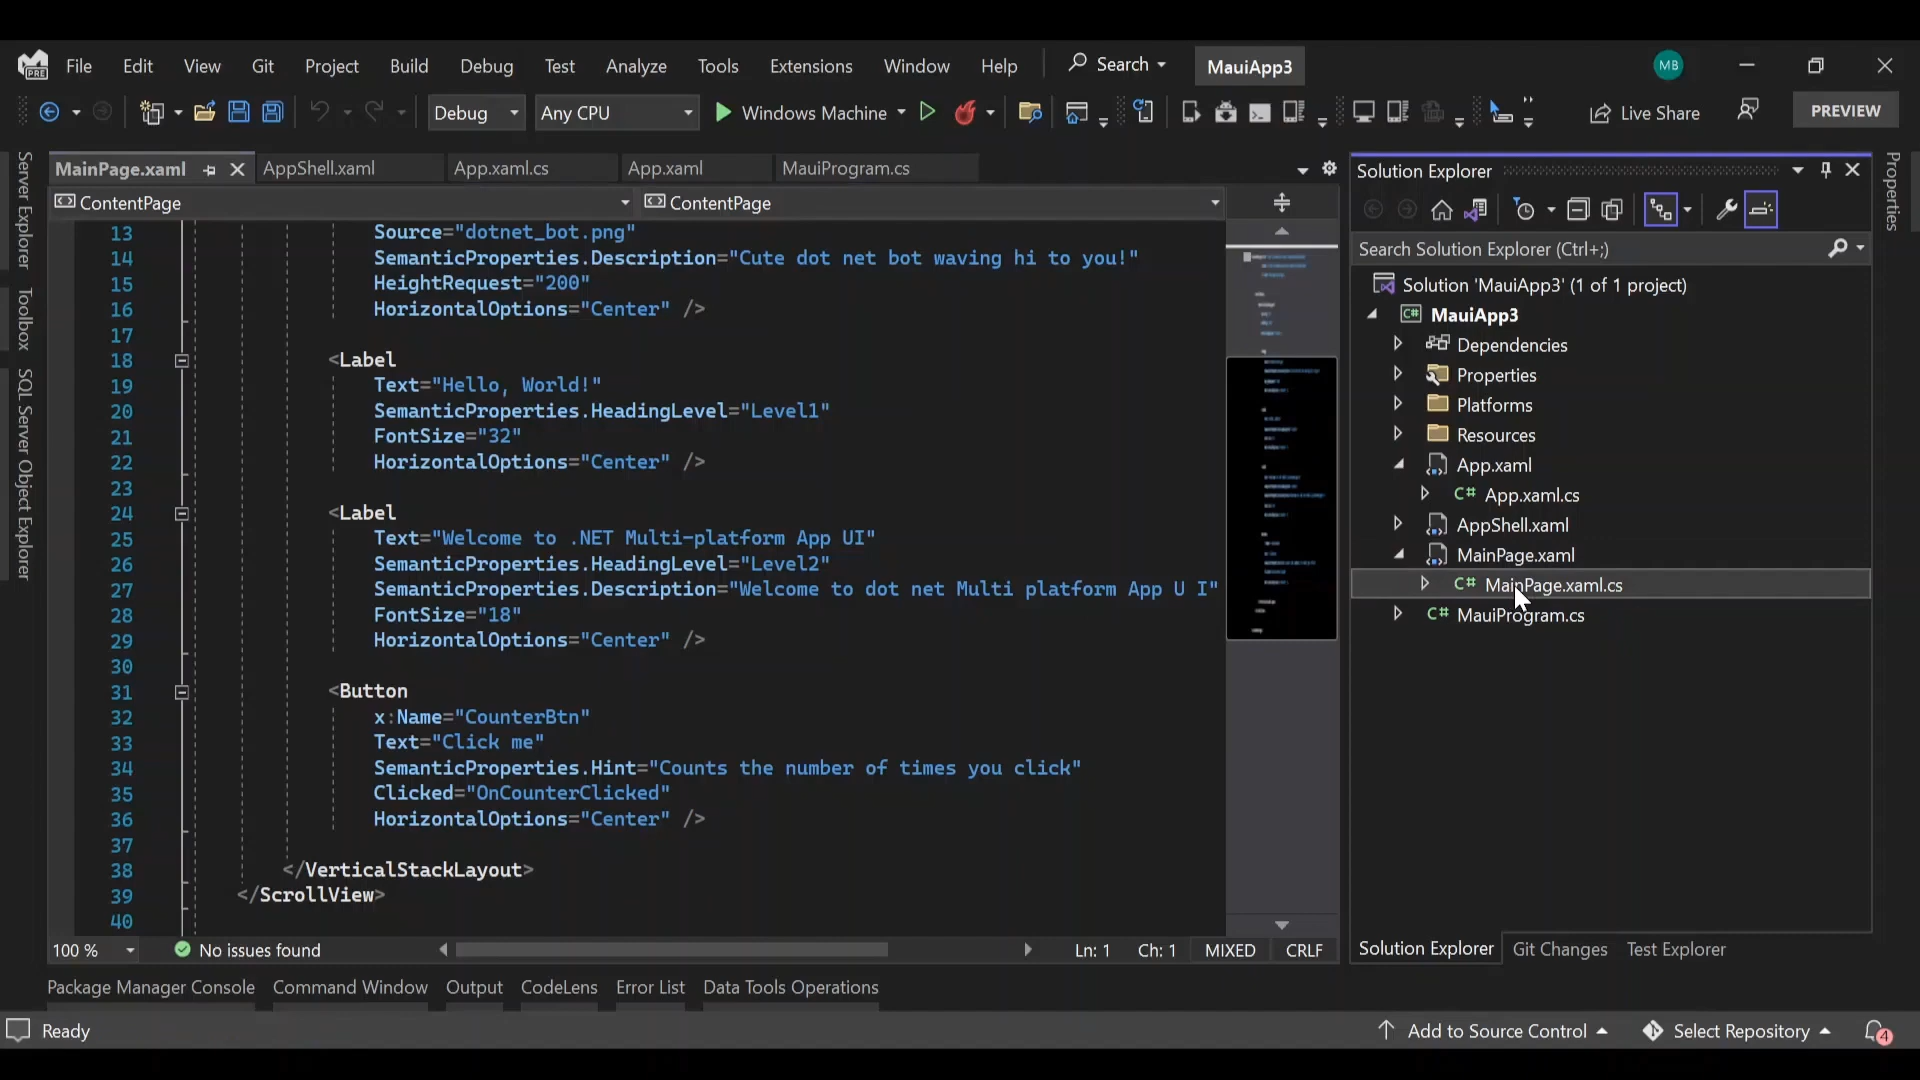 PRE File Edit View Git Project Build Debug Test Analyze Tools Extensions Window Help Search MauiApp3 MB
Debug Any CPU Windows Machine Live Share PREVIEW
Server Explorer
Toolbox
SQL Server Object Explorer
MainPage.xaml AppShell.xaml App.xaml.cs App.xaml MauiProgram.cs
ContentPage ContentPage
13 Source="dotnet_bot.png"
14 SemanticProperties.Description="Cute dot net bot waving hi to you!"
15 HeightRequest="200"
16 HorizontalOptions="Center" />
17
18 <Label
19 Text="Hello, World!"
20 SemanticProperties.HeadingLevel="Level1"
21 FontSize="32"
22 HorizontalOptions="Center" />
23
24 <Label
25 Text="Welcome to .NET Multi-platform App UI"
26 SemanticProperties.HeadingLevel="Level2"
27 SemanticProperties.Description="Welcome to dot net Multi platform App U I"
28 FontSize="18"
29 HorizontalOptions="Center" />
30
31 <Button
32 x:Name="CounterBtn"
33 Text="Click me"
34 SemanticProperties.Hint="Counts the number of times you click"
35 Clicked="OnCounterClicked"
36 HorizontalOptions="Center" />
37
38 </VerticalStackLayout>
39 </ScrollView>
40
100 % No issues found Ln: 1 Ch: 1 MIXED CRLF
Solution Explorer
Search Solution Explorer (Ctrl+;)
Solution 'MauiApp3' (1 of 1 project)
C# MauiApp3
Dependencies
Properties
Platforms
Resources
App.xaml
C# App.xaml.cs
AppShell.xaml
MainPage.xaml
C# MainPage.xaml.cs
C# MauiProgram.cs
Solution Explorer Git Changes Test Explorer
Properties
Package Manager Console Command Window Output CodeLens Error List Data Tools Operations
Ready Add to Source Control Select Repository 4